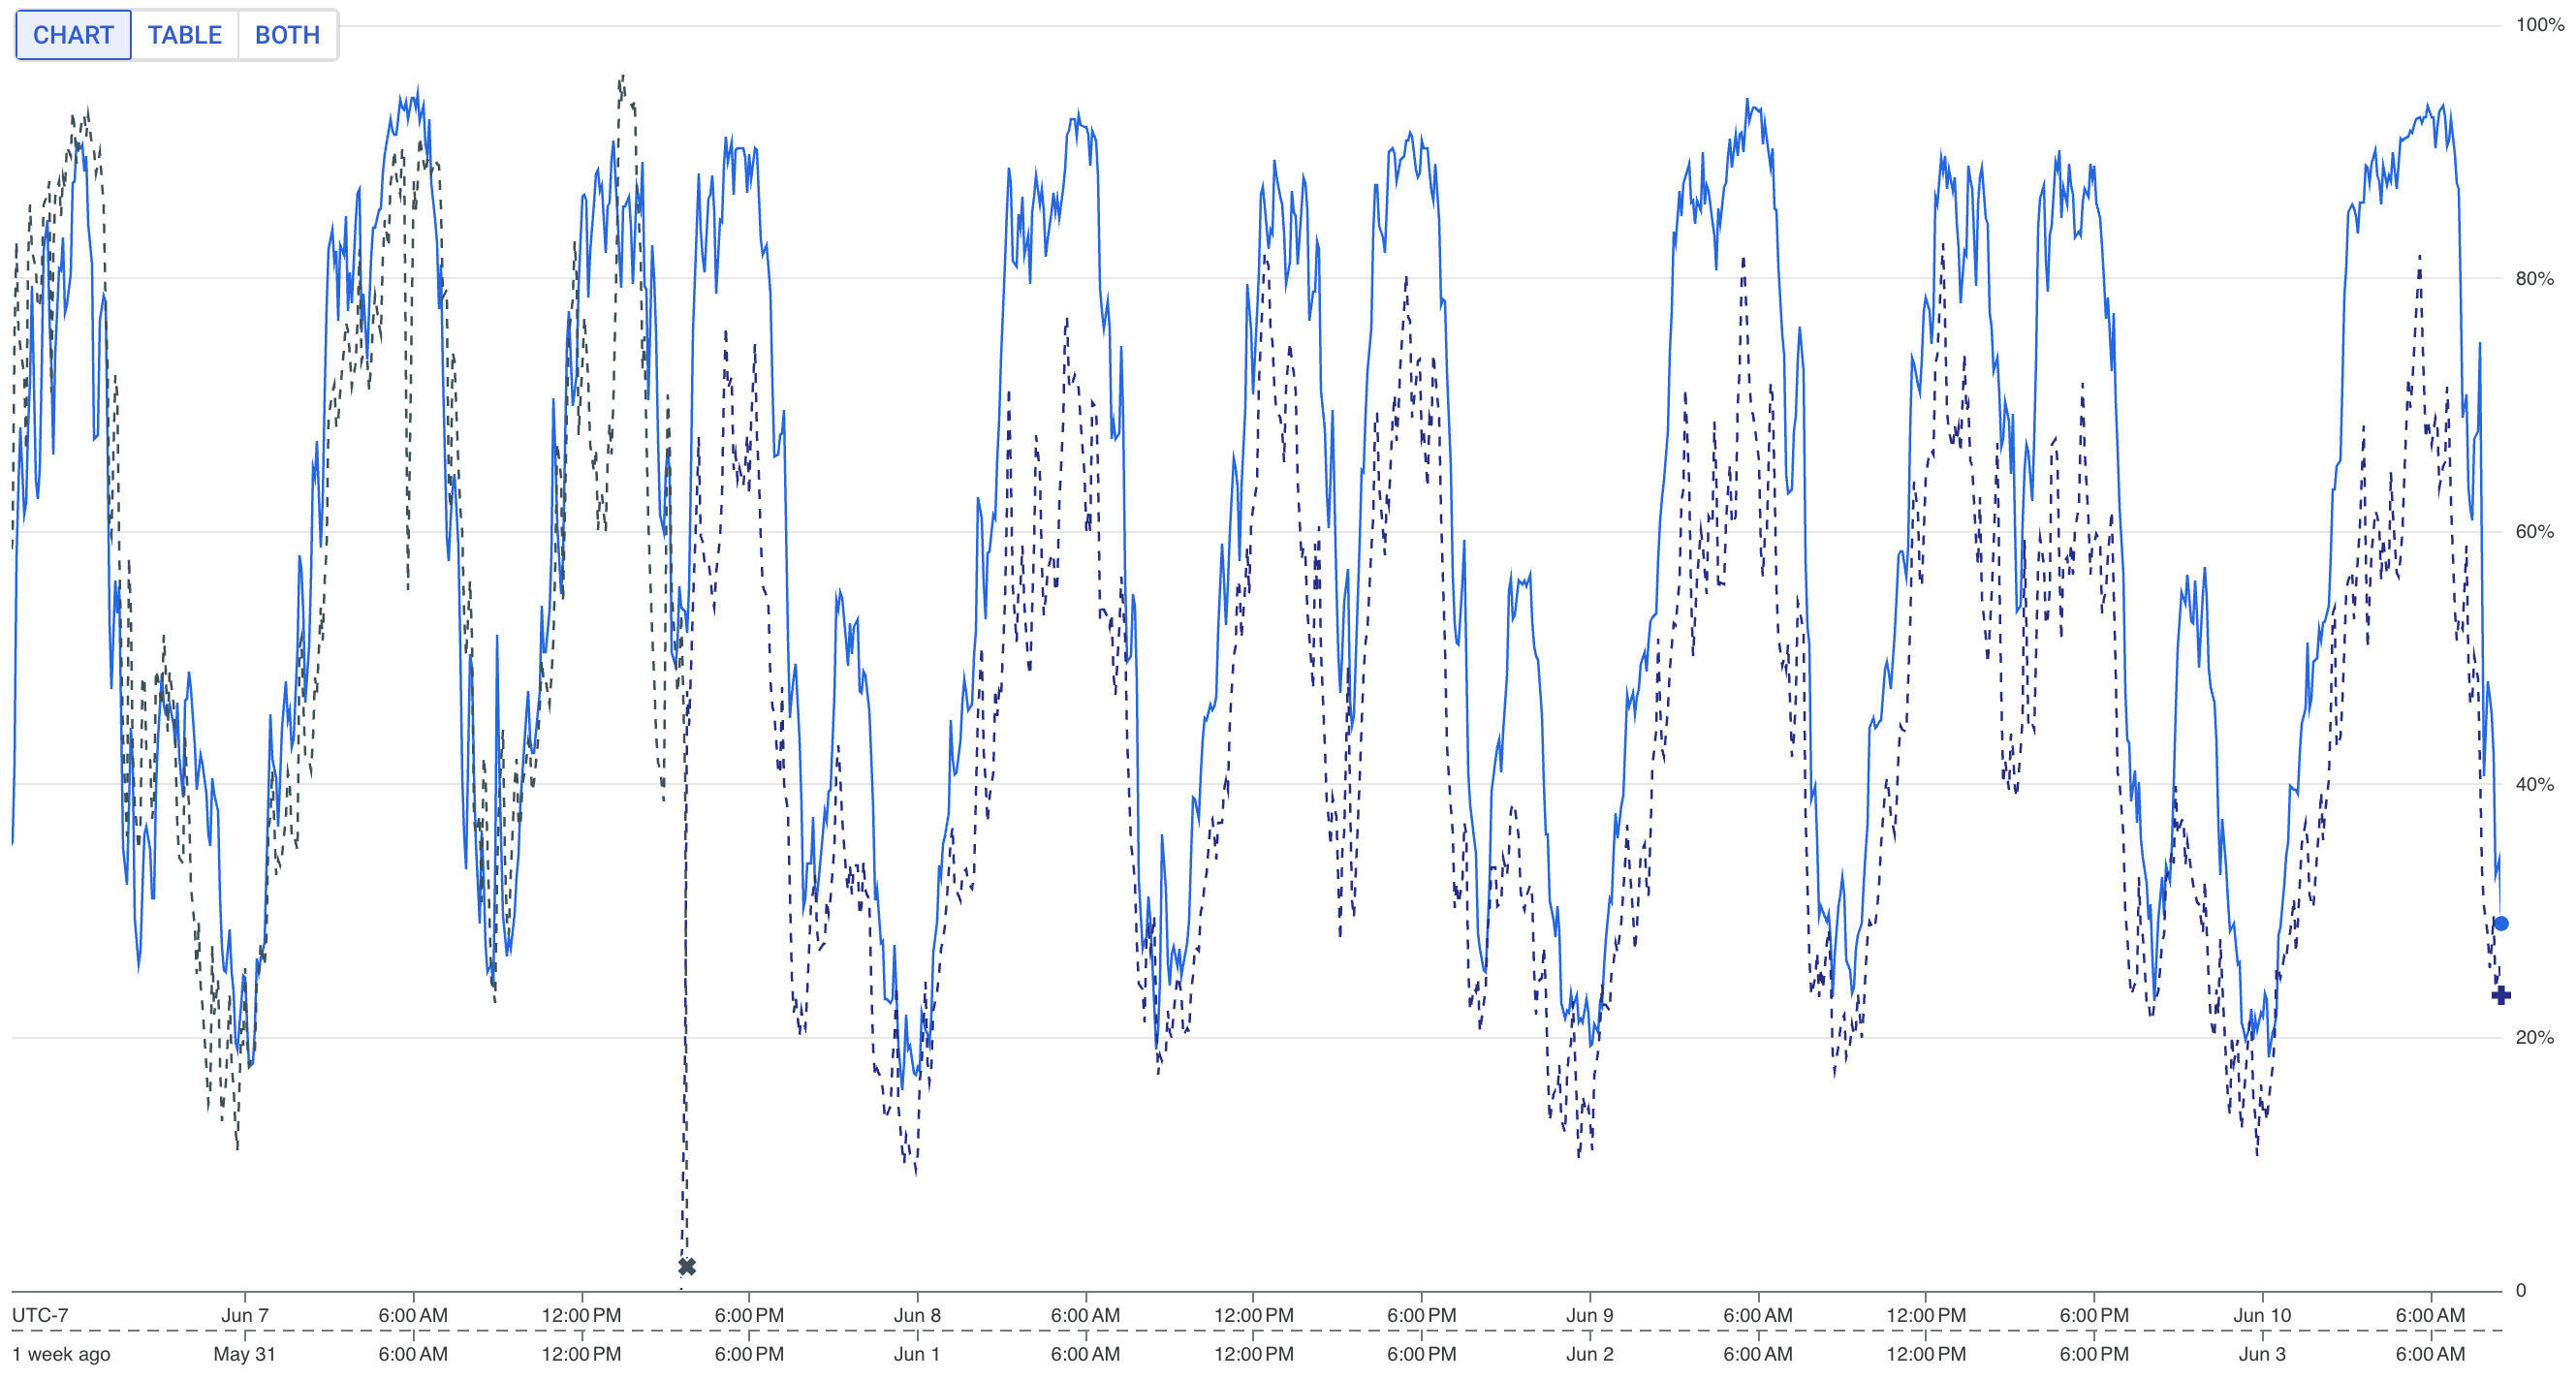 CHART TABLE BOTH
100%
80%
60%
40%
20%
0
UTC-7 Jun 7 6:00 AM 12:00 PM 6:00 PM Jun 8 6:00 AM 12:00 PM 6:00 PM Jun 9 6:00 AM 12:00 PM 6:00 PM Jun 10 6:00 AM
1 week ago May 31 6:00 AM 12:00 PM 6:00 PM Jun 1 6:00 AM 12:00 PM 6:00 PM Jun 2 6:00 AM 12:00 PM 6:00 PM Jun 3 6:00 AM